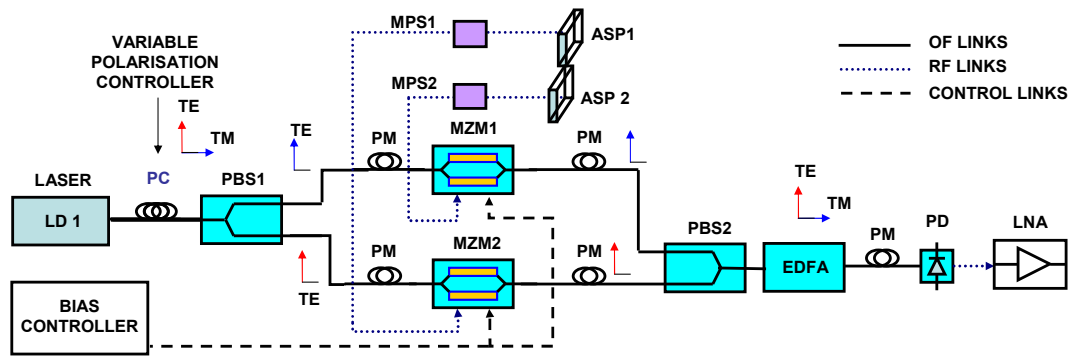 VARIABLE
POLARISATION
CONTROLLER
MPS1
ASP1
MPS2
ASP 2
OF LINKS
RF LINKS
CONTROL LINKS
TE
TM
TE
PM
MZM1
PM
LASER
PC
PBS1
LD 1
TE
TM
PBS2
PM
PD
LNA
EDFA
TE
PM
MZM2
PM
TE
BIAS
CONTROLLER